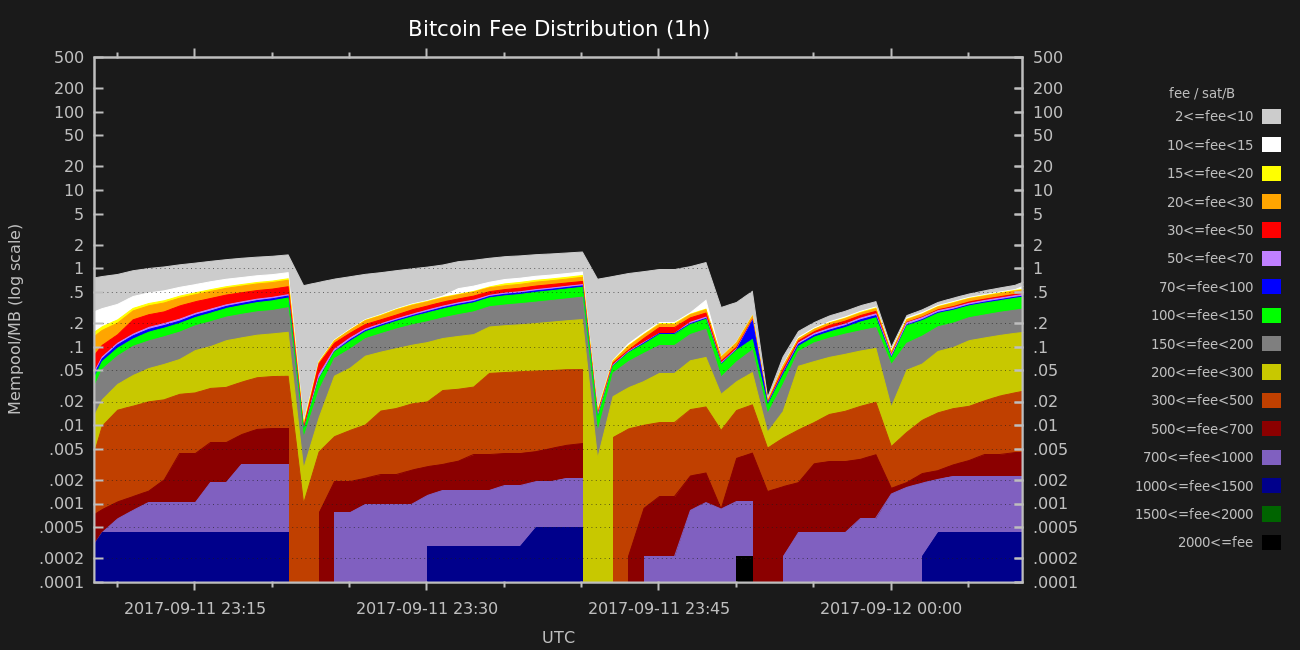 Bitcoin Fee Distribution (1h)
500 500
200 200
100 100
50 50
20 20
10 10
5 5
2 2
1 1
.5 .5
.2 .2
.1 .1
.05 .05
.02 .02
.01 .01
.005 .005
.002 .002
.001 .001
.0005 .0005
.0002 .0002
.0001 .0001
Mempool/MB (log scale)
2017-09-11 23:15 2017-09-11 23:30 2017-09-11 23:45 2017-09-12 00:00
UTC
fee / sat/B
2<=fee<10
10<=fee<15
15<=fee<20
20<=fee<30
30<=fee<50
50<=fee<70
70<=fee<100
100<=fee<150
150<=fee<200
200<=fee<300
300<=fee<500
500<=fee<700
700<=fee<1000
1000<=fee<1500
1500<=fee<2000
2000<=fee